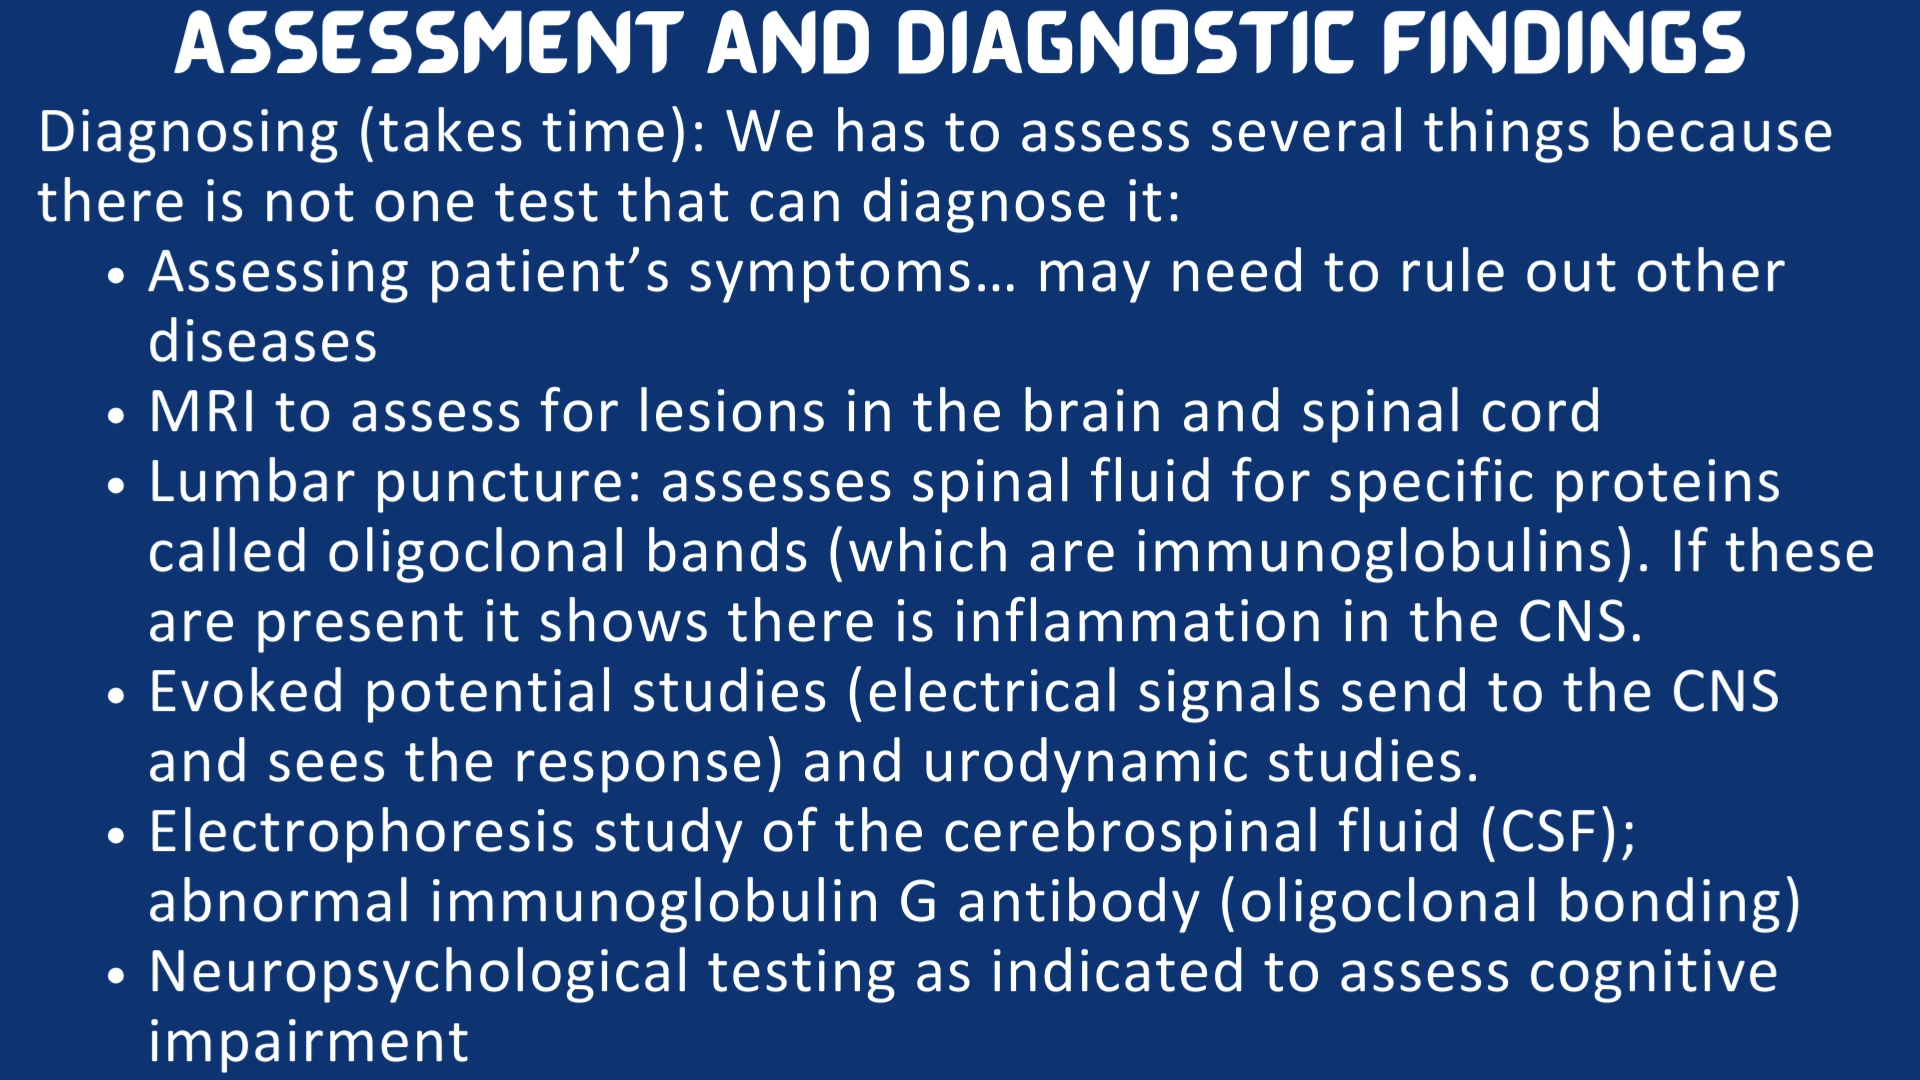 ASSESSMENT AND DIAGNOSTIC FINDINGS
Diagnosing (takes time): We has to assess several things because
there is not one test that can diagnose it:
• Assessing patient’s symptoms... may need to rule out other
diseases
• MRI to assess for lesions in the brain and spinal cord
• Lumbar puncture: assesses spinal fluid for specific proteins
called oligoclonal bands (which are immunoglobulins). If these
are present it shows there is inflammation in the CNS.
• Evoked potential studies (electrical signals send to the CNS
and sees the response) and urodynamic studies.
• Electrophoresis study of the cerebrospinal fluid (CSF);
abnormal immunoglobulin G antibody (oligoclonal bonding)
• Neuropsychological testing as indicated to assess cognitive
impairment